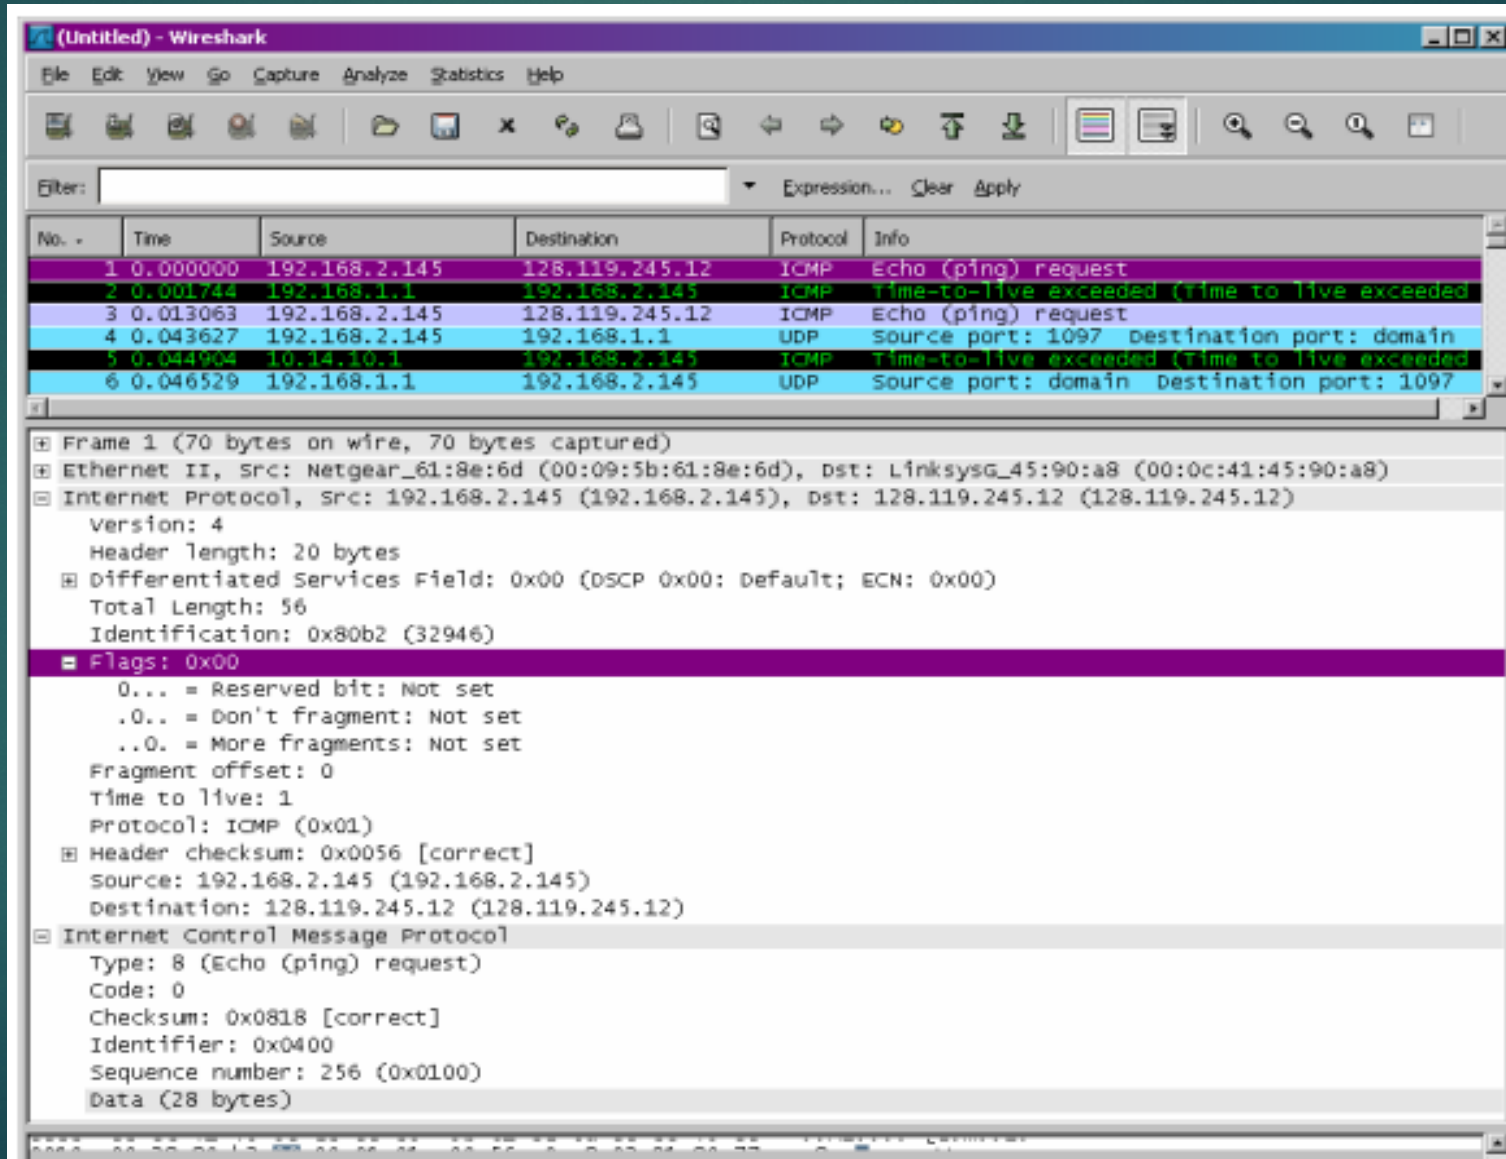 (Untitled) - Wireshark
File Edit View Go Capture Analyze Statistics Help
Filter: Expression... Clear Apply
No. - Time Source Destination Protocol Info
1 0.000000 192.168.2.145 128.119.245.12 ICMP Echo (ping) request
2 0.001744 192.168.1.1 192.168.2.145 ICMP Time-to-live exceeded (Time to live exceeded
3 0.013063 192.168.2.145 128.119.245.12 ICMP Echo (ping) request
4 0.043627 192.168.2.145 192.168.1.1 UDP Source port: 1097 Destination port: domain
5 0.044904 10.14.10.1 192.168.2.145 ICMP Time-to-live exceeded (Time to live exceeded
6 0.046529 192.168.1.1 192.168.2.145 UDP Source port: domain Destination port: 1097
Frame 1 (70 bytes on wire, 70 bytes captured)
Ethernet II, Src: Netgear_61:8e:6d (00:09:5b:61:8e:6d), Dst: LinksysG_45:90:a8 (00:0c:41:45:90:a8)
Internet Protocol, Src: 192.168.2.145 (192.168.2.145), Dst: 128.119.245.12 (128.119.245.12)
Version: 4
Header length: 20 bytes
Differentiated Services Field: 0x00 (DSCP 0x00: Default; ECN: 0x00)
Total Length: 56
Identification: 0x80b2 (32946)
Flags: 0x00
0... = Reserved bit: Not set
.0.. = Don't fragment: Not set
..0. = More fragments: Not set
Fragment offset: 0
Time to live: 1
Protocol: ICMP (0x01)
Header checksum: 0x0056 [correct]
Source: 192.168.2.145 (192.168.2.145)
Destination: 128.119.245.12 (128.119.245.12)
Internet Control Message Protocol
Type: 8 (Echo (ping) request)
Code: 0
Checksum: 0x0818 [correct]
Identifier: 0x0400
Sequence number: 256 (0x0100)
Data (28 bytes)